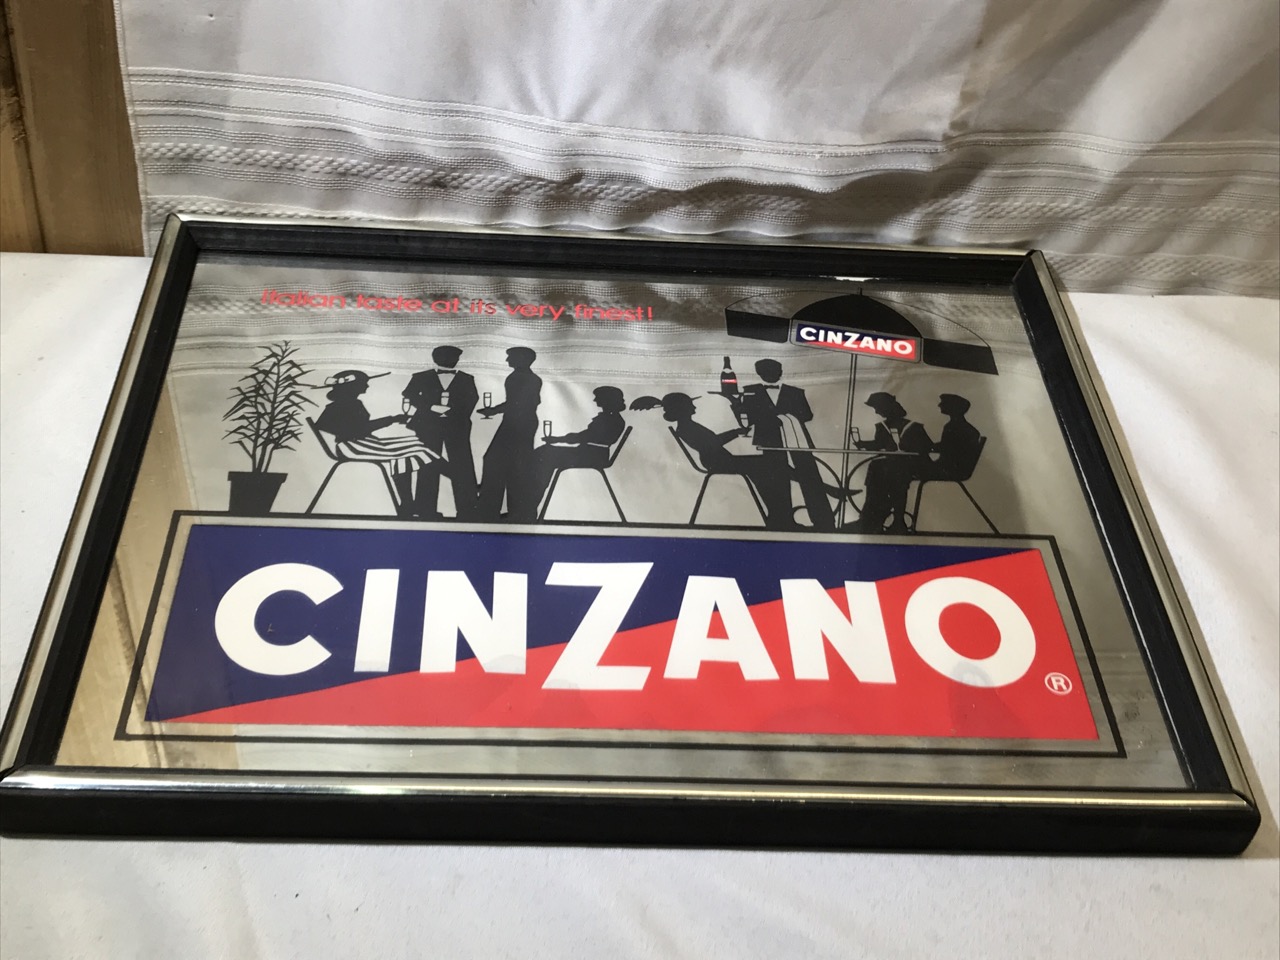 Italian taste at its very finest!
CINZANO
CINZANO®